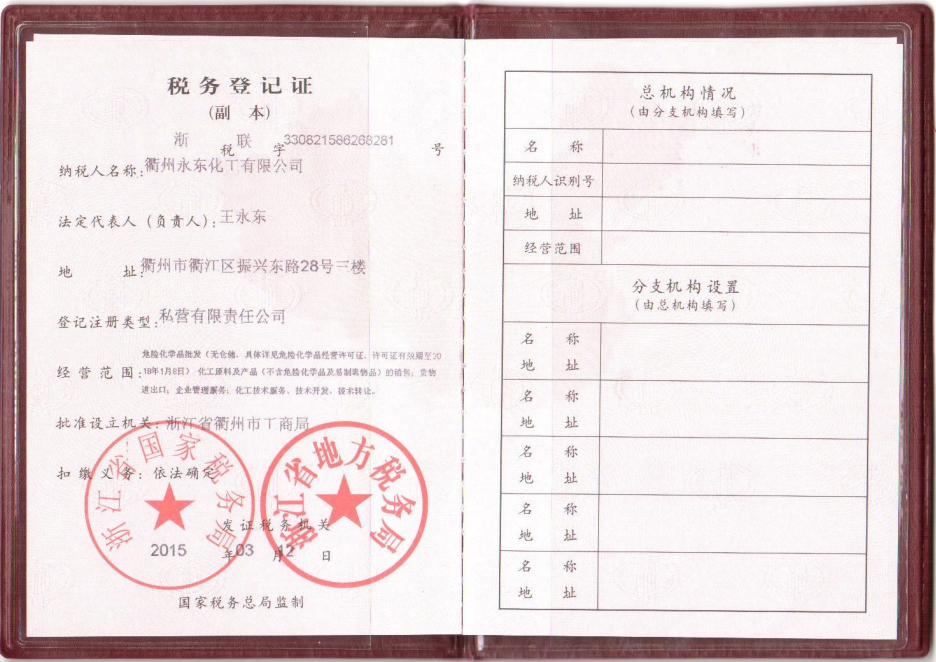 税务登记证
(副 本)
浙 联
税 字 330821586268281 号
纳税人名称: 衢州永东化工有限公司
法定代表人 (负责人): 王永东
地 址: 衢州市衢江区振兴东路28号三楼
登记注册类型: 私营有限责任公司
经营范围: 危险化学品批发(无仓储,具体详见危险化学品经营许可证,许可证有效期至20
18年1月8日) 化工原料及产品(不含危险化学品及易制毒物品)的销售; 货物
进出口; 企业管理服务; 化工技术服务、技术开发、技术转让。
批准设立机关: 浙江省衢州市工商局
扣缴义务: 依法确定
浙江省国家税务局
浙江省地方税务局
发证税务机关
2015 年03 月12 日
国家税务总局监制
总机构情况
(由分支机构填写)
名 称
纳税人识别号
地 址
经营范围
分支机构设置
(由总机构填写)
名 称
地 址
名 称
地 址
名 称
地 址
名 称
地 址
名 称
地 址